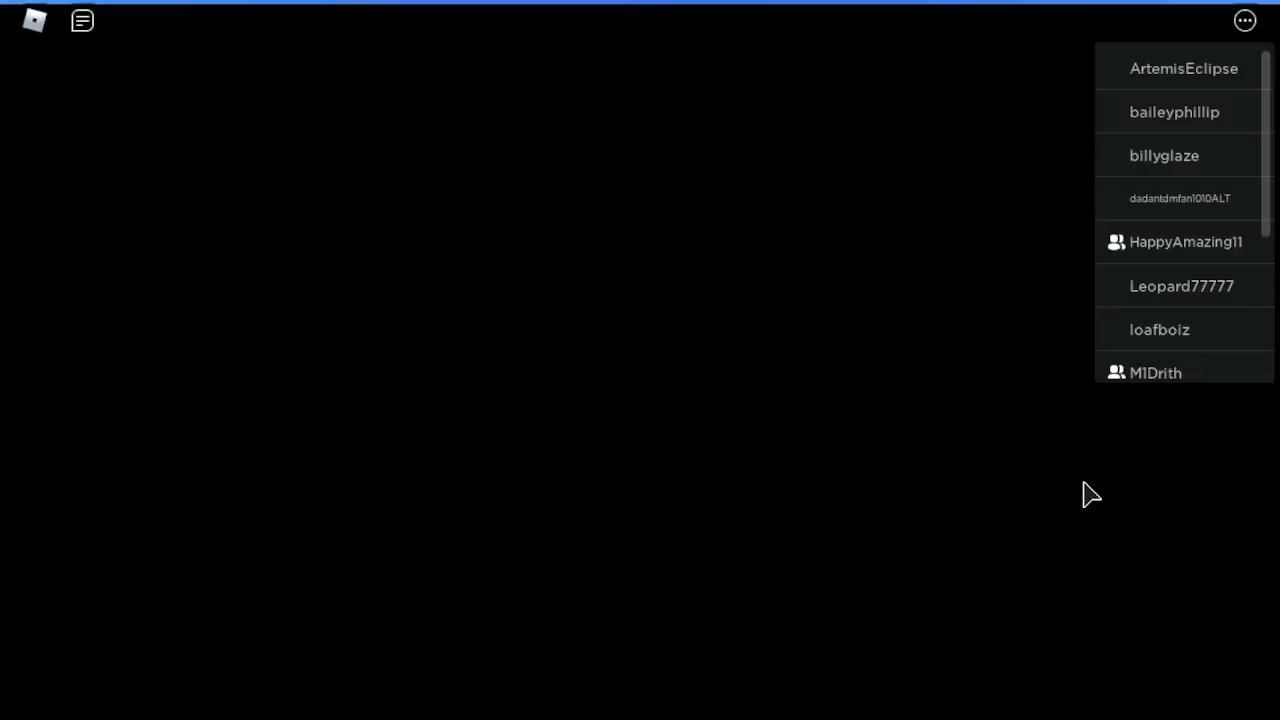 ArtemisEclipse
baileyphillip
billyglaze
dadantdmfan1010ALT
HappyAmazing11
Leopard77777
loafboiz
M1Drith